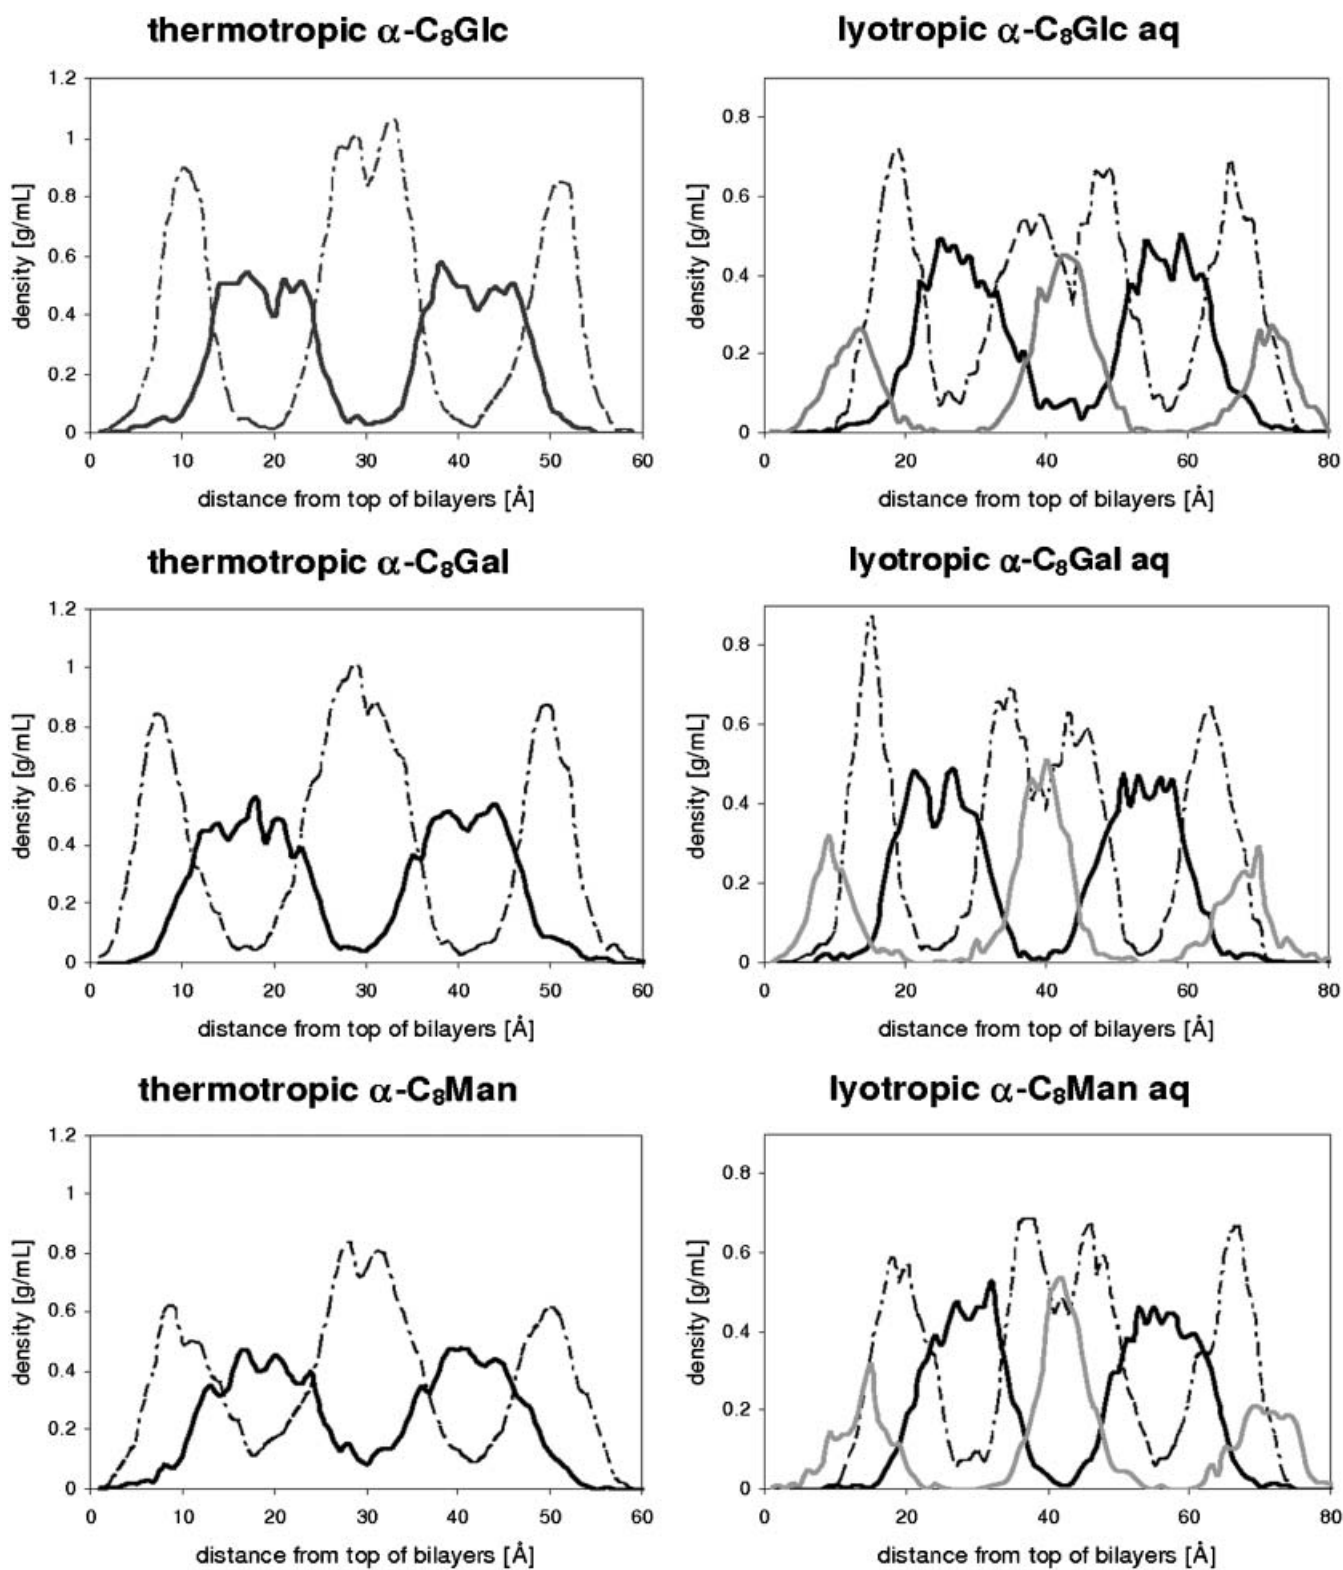 thermotropic α-C₈Glc
1.2
1
0.8
0.6
0.4
0.2
0
density [g/mL]
0 10 20 30 40 50 60
distance from top of bilayers [Å]
lyotropic α-C₈Glc aq
0.8
0.6
0.4
0.2
0
density [g/mL]
0 20 40 60 80
distance from top of bilayers [Å]
thermotropic α-C₈Gal
1.2
1
0.8
0.6
0.4
0.2
0
density [g/mL]
0 10 20 30 40 50 60
distance from top of bilayers [Å]
lyotropic α-C₈Gal aq
0.8
0.6
0.4
0.2
0
density [g/mL]
0 20 40 60 80
distance from top of bilayers [Å]
thermotropic α-C₈Man
1.2
1
0.8
0.6
0.4
0.2
0
density [g/mL]
0 10 20 30 40 50 60
distance from top of bilayers [Å]
lyotropic α-C₈Man aq
0.8
0.6
0.4
0.2
0
density [g/mL]
0 20 40 60 80
distance from top of bilayers [Å]